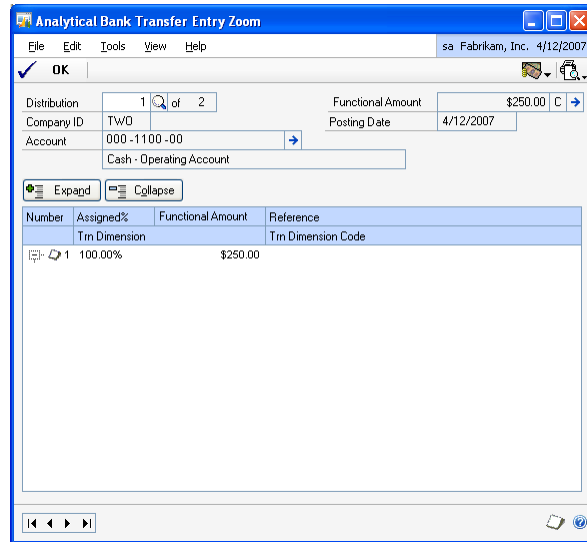 Analytical Bank Transfer Entry Zoom
File Edit Tools View Help sa Fabrikam, Inc. 4/12/2007
OK
Distribution 1 of 2 Functional Amount $250.00 C
Company ID TWO Posting Date 4/12/2007
Account 000 -1100 -00
Cash - Operating Account
Expand Collapse
Number Assigned% Functional Amount Reference
Trn Dimension Trn Dimension Code
1 100.00% $250.00